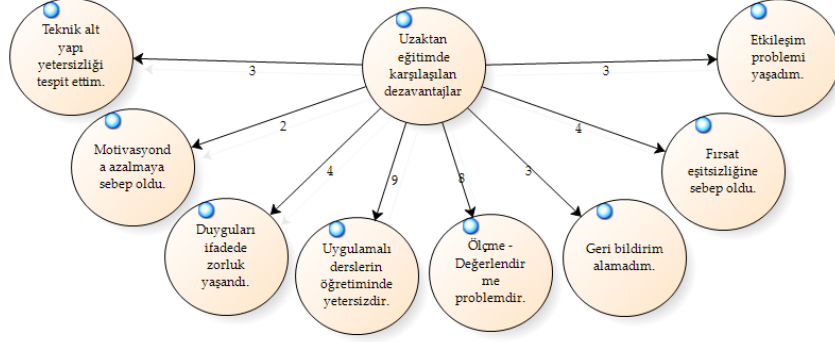 Uzaktan
eğitimde
karşılaşılan
dezavantajlar
Teknik alt
yapı
yetersizliği
tespit ettim.
3
Motivasyond
a azalmaya
sebep oldu.
2
Duyguları
ifadede
zorluk
yaşandı.
4
Uygulamalı
derslerin
öğretiminde
yetersizdir.
9
Ölçme -
Değerlendir
me
problemdir.
8
Geri bildirim
alamadım.
3
Fırsat
eşitsizliğine
sebep oldu.
4
Etkileşim
problemi
yaşadım.
3